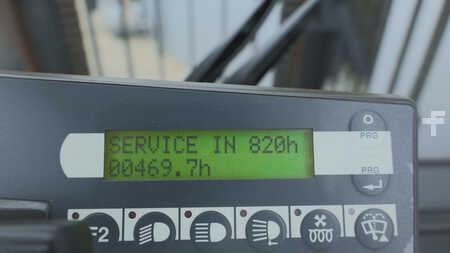 SERVICE IN 820h
00469.7h
PRG
PRG
F2